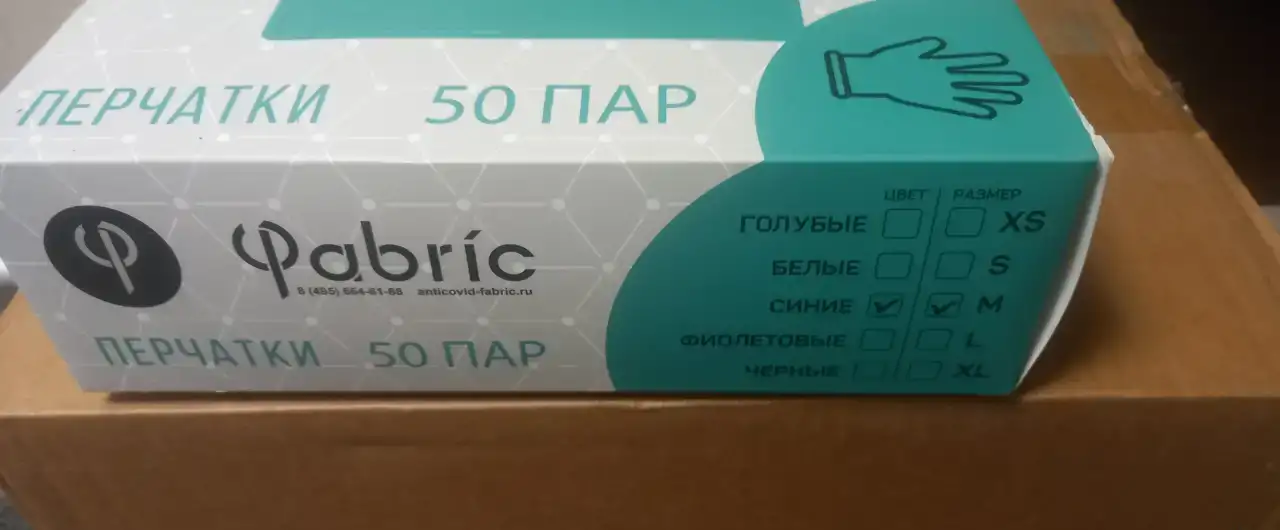 ПЕРЧАТКИ 50 ПАР
φabric
8 (495) 664-61-68 anticovid-fabric.ru
ПЕРЧАТКИ 50 ПАР
ЦВЕТ РАЗМЕР
ГОЛУБЫЕ XS
БЕЛЫЕ S
СИНИЕ ✓ ✓ M
ФИОЛЕТОВЫЕ L
ЧЕРНЫЕ XL